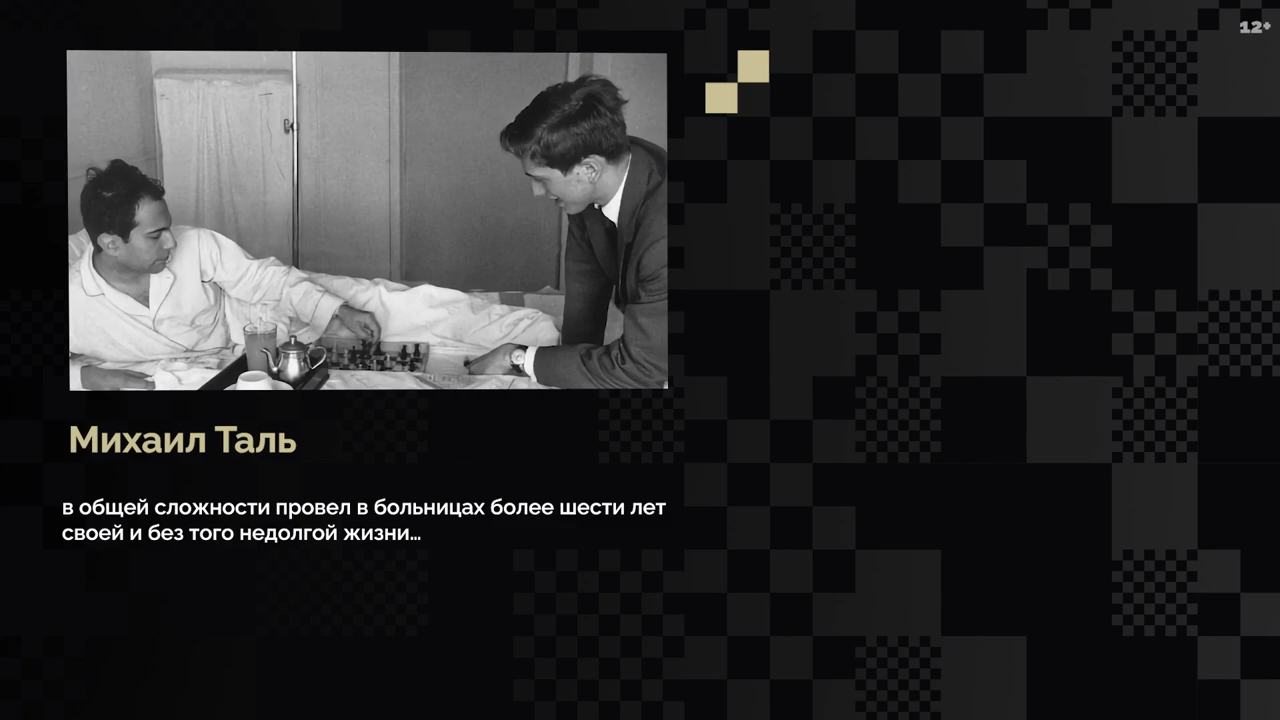 12+
Михаил Таль
в общей сложности провел в больницах более шести лет
своей и без того недолгой жизни...